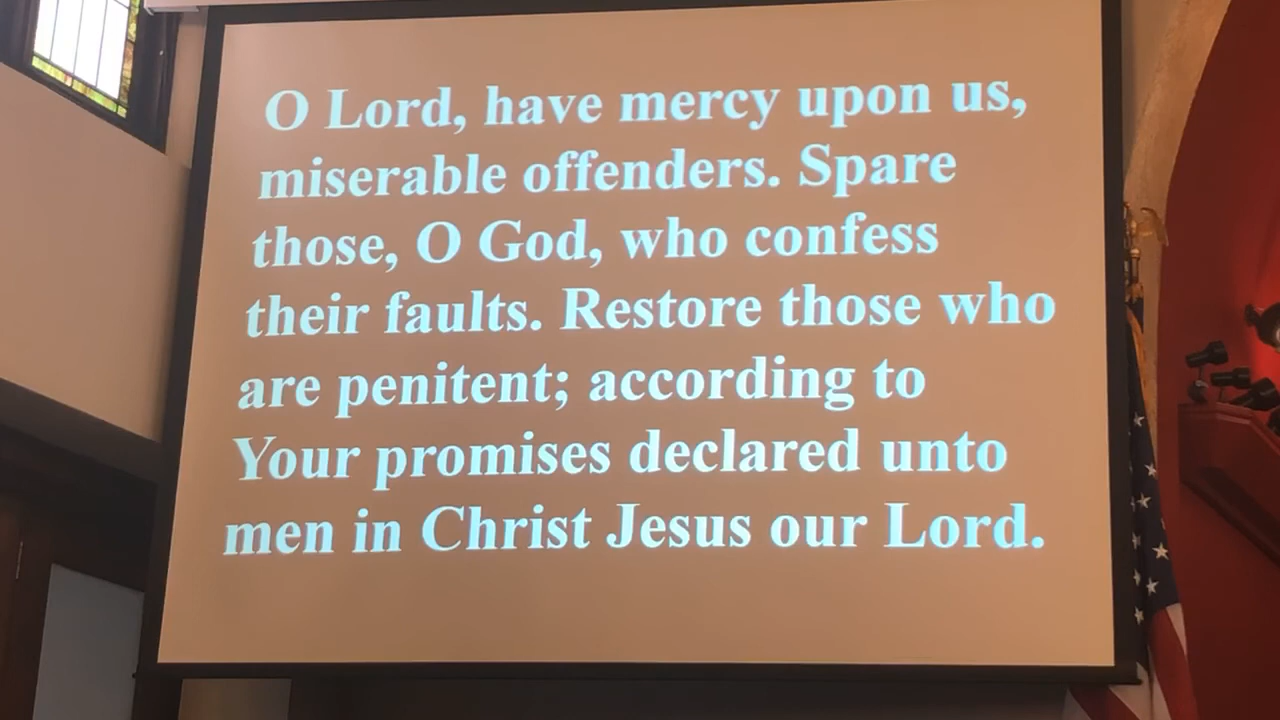 O Lord, have mercy upon us,
miserable offenders. Spare
those, O God, who confess
their faults. Restore those who
are penitent; according to
Your promises declared unto
men in Christ Jesus our Lord.